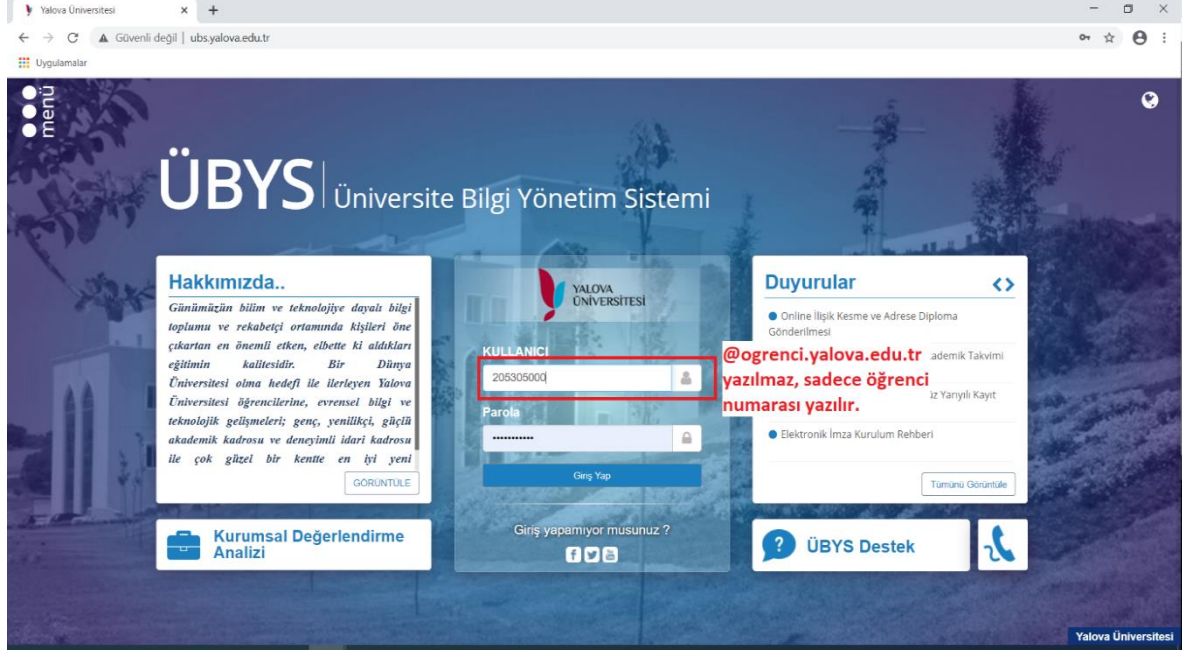 Yalova Üniversitesi
Güvenli değil | ubs.yalova.edu.tr
Uygulamalar
menü
ÜBYS Üniversite Bilgi Yönetim Sistemi
Hakkımızda..
Günümüzün bilim ve teknolojiye dayalı bilgi
toplumu ve rekabetçi ortamında kişileri öne
çıkartan en önemli etken, elbette ki aldıkları
eğitimin kalitesidir. Bir Dünya
Üniversitesi olma hedefi ile ilerleyen Yalova
Üniversitesi öğrencilerine, evrensel bilgi ve
teknolojik gelişmeleri; genç, yenilikçi, güçlü
akademik kadrosu ve deneyimli idari kadrosu
ile çok güzel bir kentte en iyi yeni
GÖRÜNTÜLE
Kurumsal Değerlendirme
Analizi
YALOVA
ÜNİVERSİTESİ
KULLANICI
205305000
Parola
Giriş Yap
Giriş yapamıyor musunuz ?
Duyurular
Online İlişik Kesme ve Adrese Diploma
Gönderilmesi
@ogrenci.yalova.edu.tr
yazılmaz, sadece öğrenci
numarası yazılır.
Takvimi
Yarıyılı Kayıt
Elektronik İmza Kurulum Rehberi
Tümünü Görüntüle
ÜBYS Destek
Yalova Üniversitesi